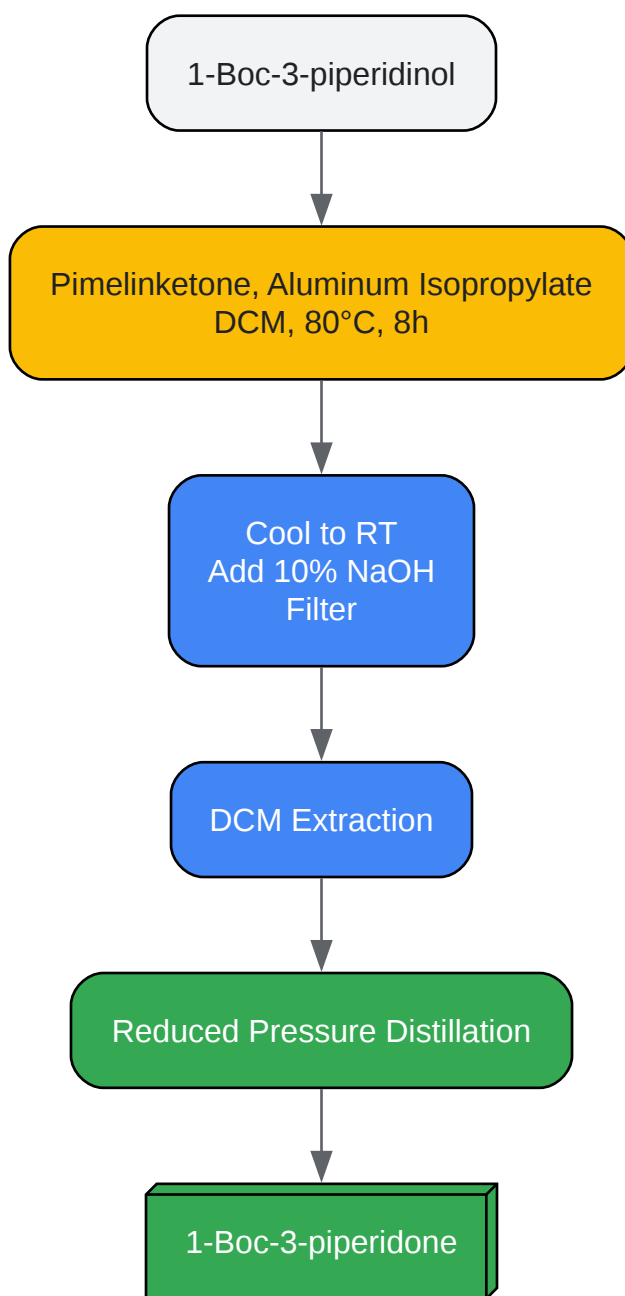 1-Boc-3-piperidinol
Pimelinketone, Aluminum Isopropylate
DCM, 80°C, 8h
Cool to RT
Add 10% NaOH
Filter
DCM Extraction
Reduced Pressure Distillation
1-Boc-3-piperidone